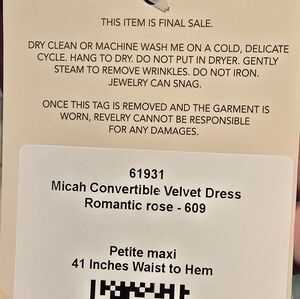 THIS ITEM IS FINAL SALE.
DRY CLEAN OR MACHINE WASH ME ON A COLD, DELICATE
CYCLE. HANG TO DRY. DO NOT PUT IN DRYER. GENTLY
STEAM TO REMOVE WRINKLES. DO NOT IRON.
JEWELRY CAN SNAG.
ONCE THIS TAG IS REMOVED AND THE GARMENT IS
WORN, REVELRY CANNOT BE RESPONSIBLE
FOR ANY DAMAGES.
61931
Micah Convertible Velvet Dress
Romantic rose - 609
Petite maxi
41 Inches Waist to Hem